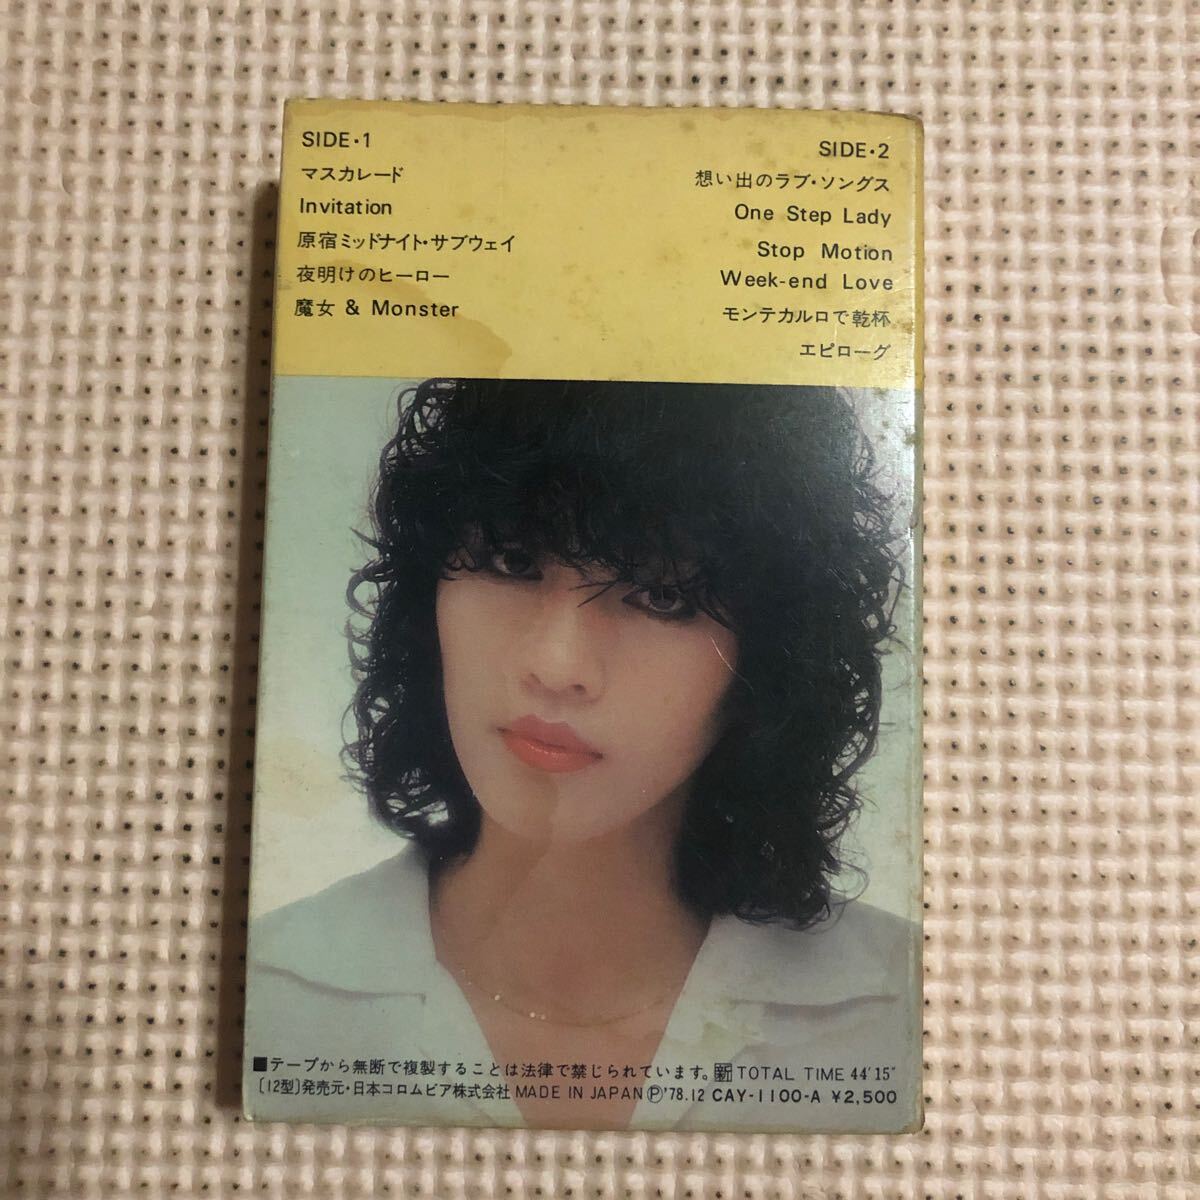 SIDE・1
マスカレード
Invitation
原宿ミッドナイト・サブウェイ
夜明けのヒーロー
魔女 & Monster
SIDE・2
想い出のラブ・ソングス
One Step Lady
Stop Motion
Week-end Love
モンテカルロで乾杯
エピローグ
■テープから無断で複製することは法律で禁じられています。新 TOTAL TIME 44'15"
〔12型〕発売元・日本コロムビア株式会社 MADE IN JAPAN Ⓟ'78.12 CAY-1100-A ¥2,500